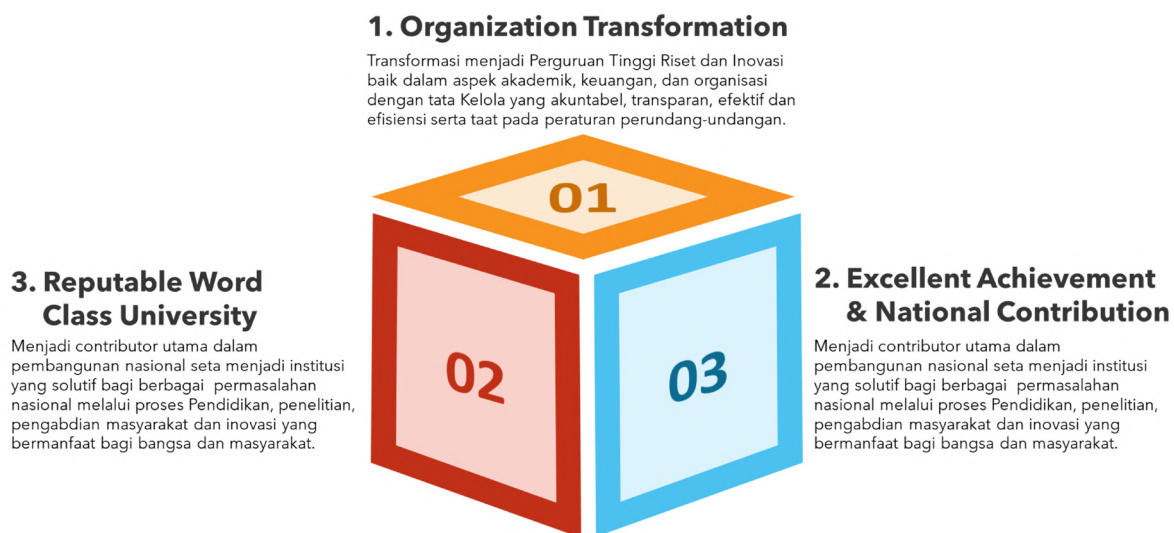 1. Organization Transformation
Transformasi menjadi Perguruan Tinggi Riset dan Inovasi
baik dalam aspek akademik, keuangan, dan organisasi
dengan tata Kelola yang akuntabel, transparan, efektif dan
efisiensi serta taat pada peraturan perundang-undangan.
01
3. Reputable Word
Class University
Menjadi contributor utama dalam
pembangunan nasional seta menjadi institusi
yang solutif bagi berbagai permasalahan
nasional melalui proses Pendidikan, penelitian,
pengabdian masyarakat dan inovasi yang
bermanfaat bagi bangsa dan masyarakat.
02
03
2. Excellent Achievement
& National Contribution
Menjadi contributor utama dalam
pembangunan nasional seta menjadi institusi
yang solutif bagi berbagai permasalahan
nasional melalui proses Pendidikan, penelitian,
pengabdian masyarakat dan inovasi yang
bermanfaat bagi bangsa dan masyarakat.